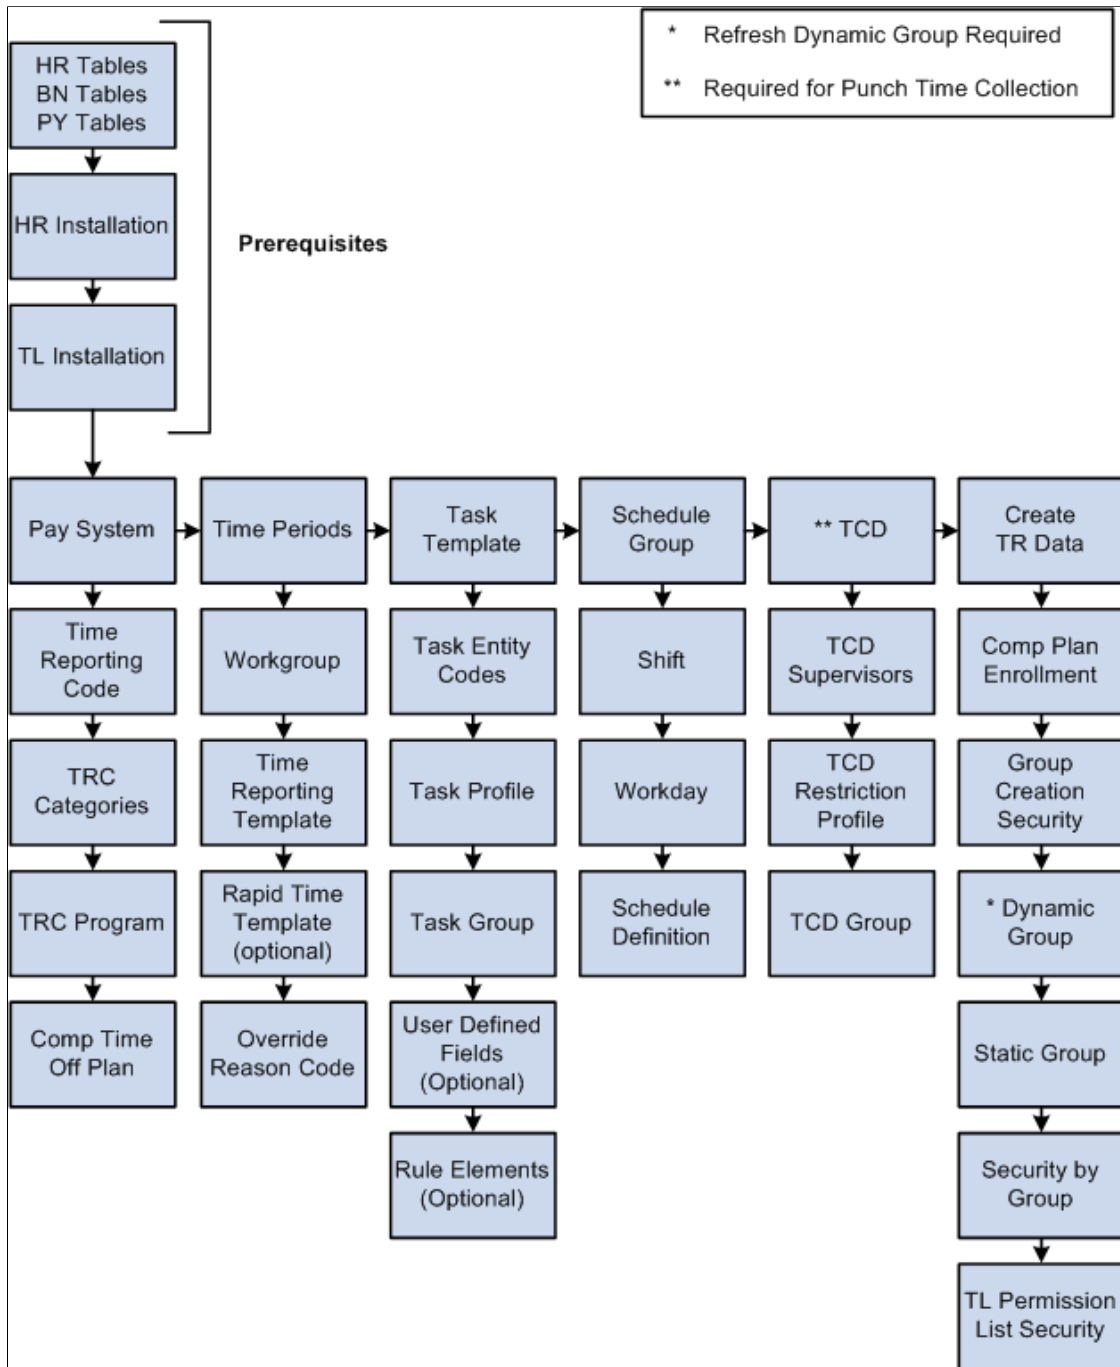 * Refresh Dynamic Group Required
** Required for Punch Time Collection
HR Tables
BN Tables
PY Tables
HR Installation
TL Installation
Prerequisites
Pay System
Time
Reporting
Code
TRC
Categories
TRC Program
Comp Time
Off Plan
Time Periods
Workgroup
Time
Reporting
Template
Rapid Time
Template
(optional)
Override
Reason Code
Task
Template
Task Entity
Codes
Task Profile
Task Group
User Defined
Fields
(Optional)
Rule Elements
(Optional)
Schedule
Group
Shift
Workday
Schedule
Definition
** TCD
TCD
Supervisors
TCD
Restriction
Profile
TCD Group
Create
TR Data
Comp Plan
Enrollment
Group
Creation
Security
* Dynamic
Group
Static Group
Security by
Group
TL Permission
List Security